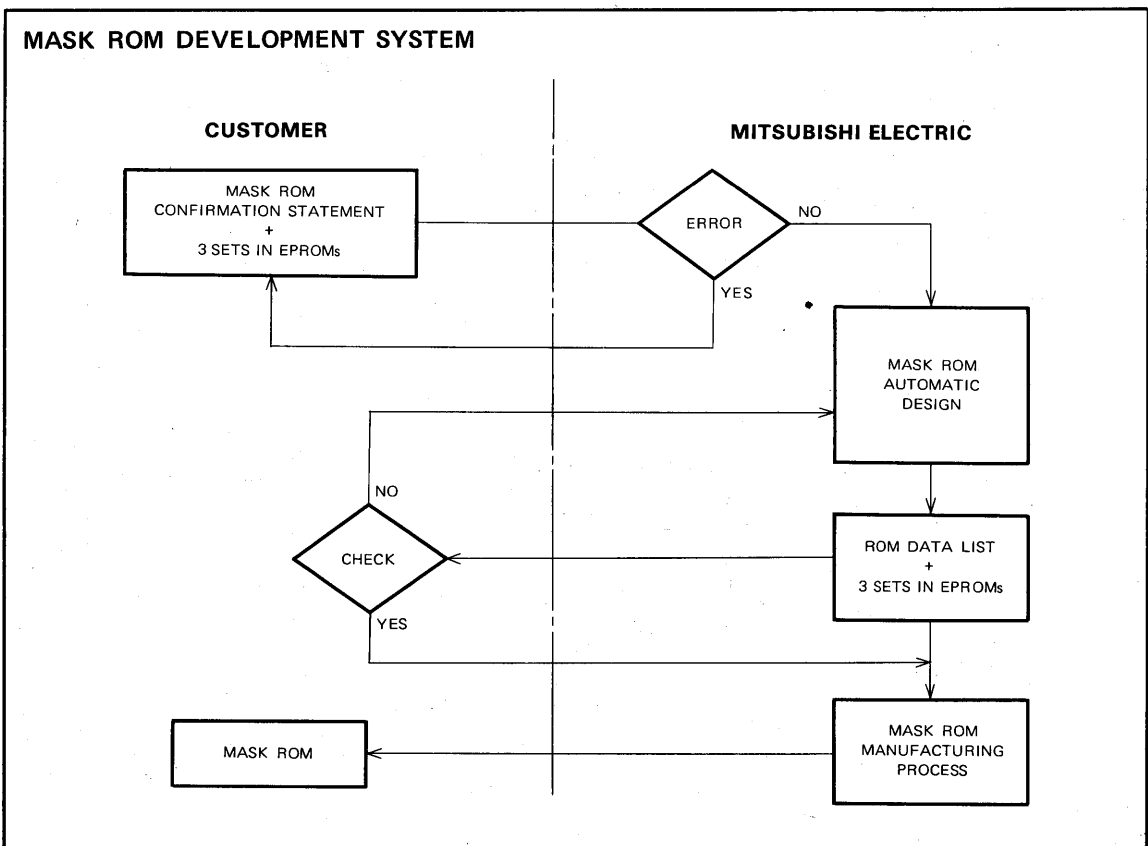 MASK ROM DEVELOPMENT SYSTEM
CUSTOMER
MITSUBISHI ELECTRIC
MASK ROM
CONFIRMATION STATEMENT
+
3 SETS IN EPROMs
ERROR
NO
YES
MASK ROM
AUTOMATIC
DESIGN
NO
CHECK
YES
ROM DATA LIST
+
3 SETS IN EPROMs
MASK ROM
MASK ROM
MANUFACTURING
PROCESS